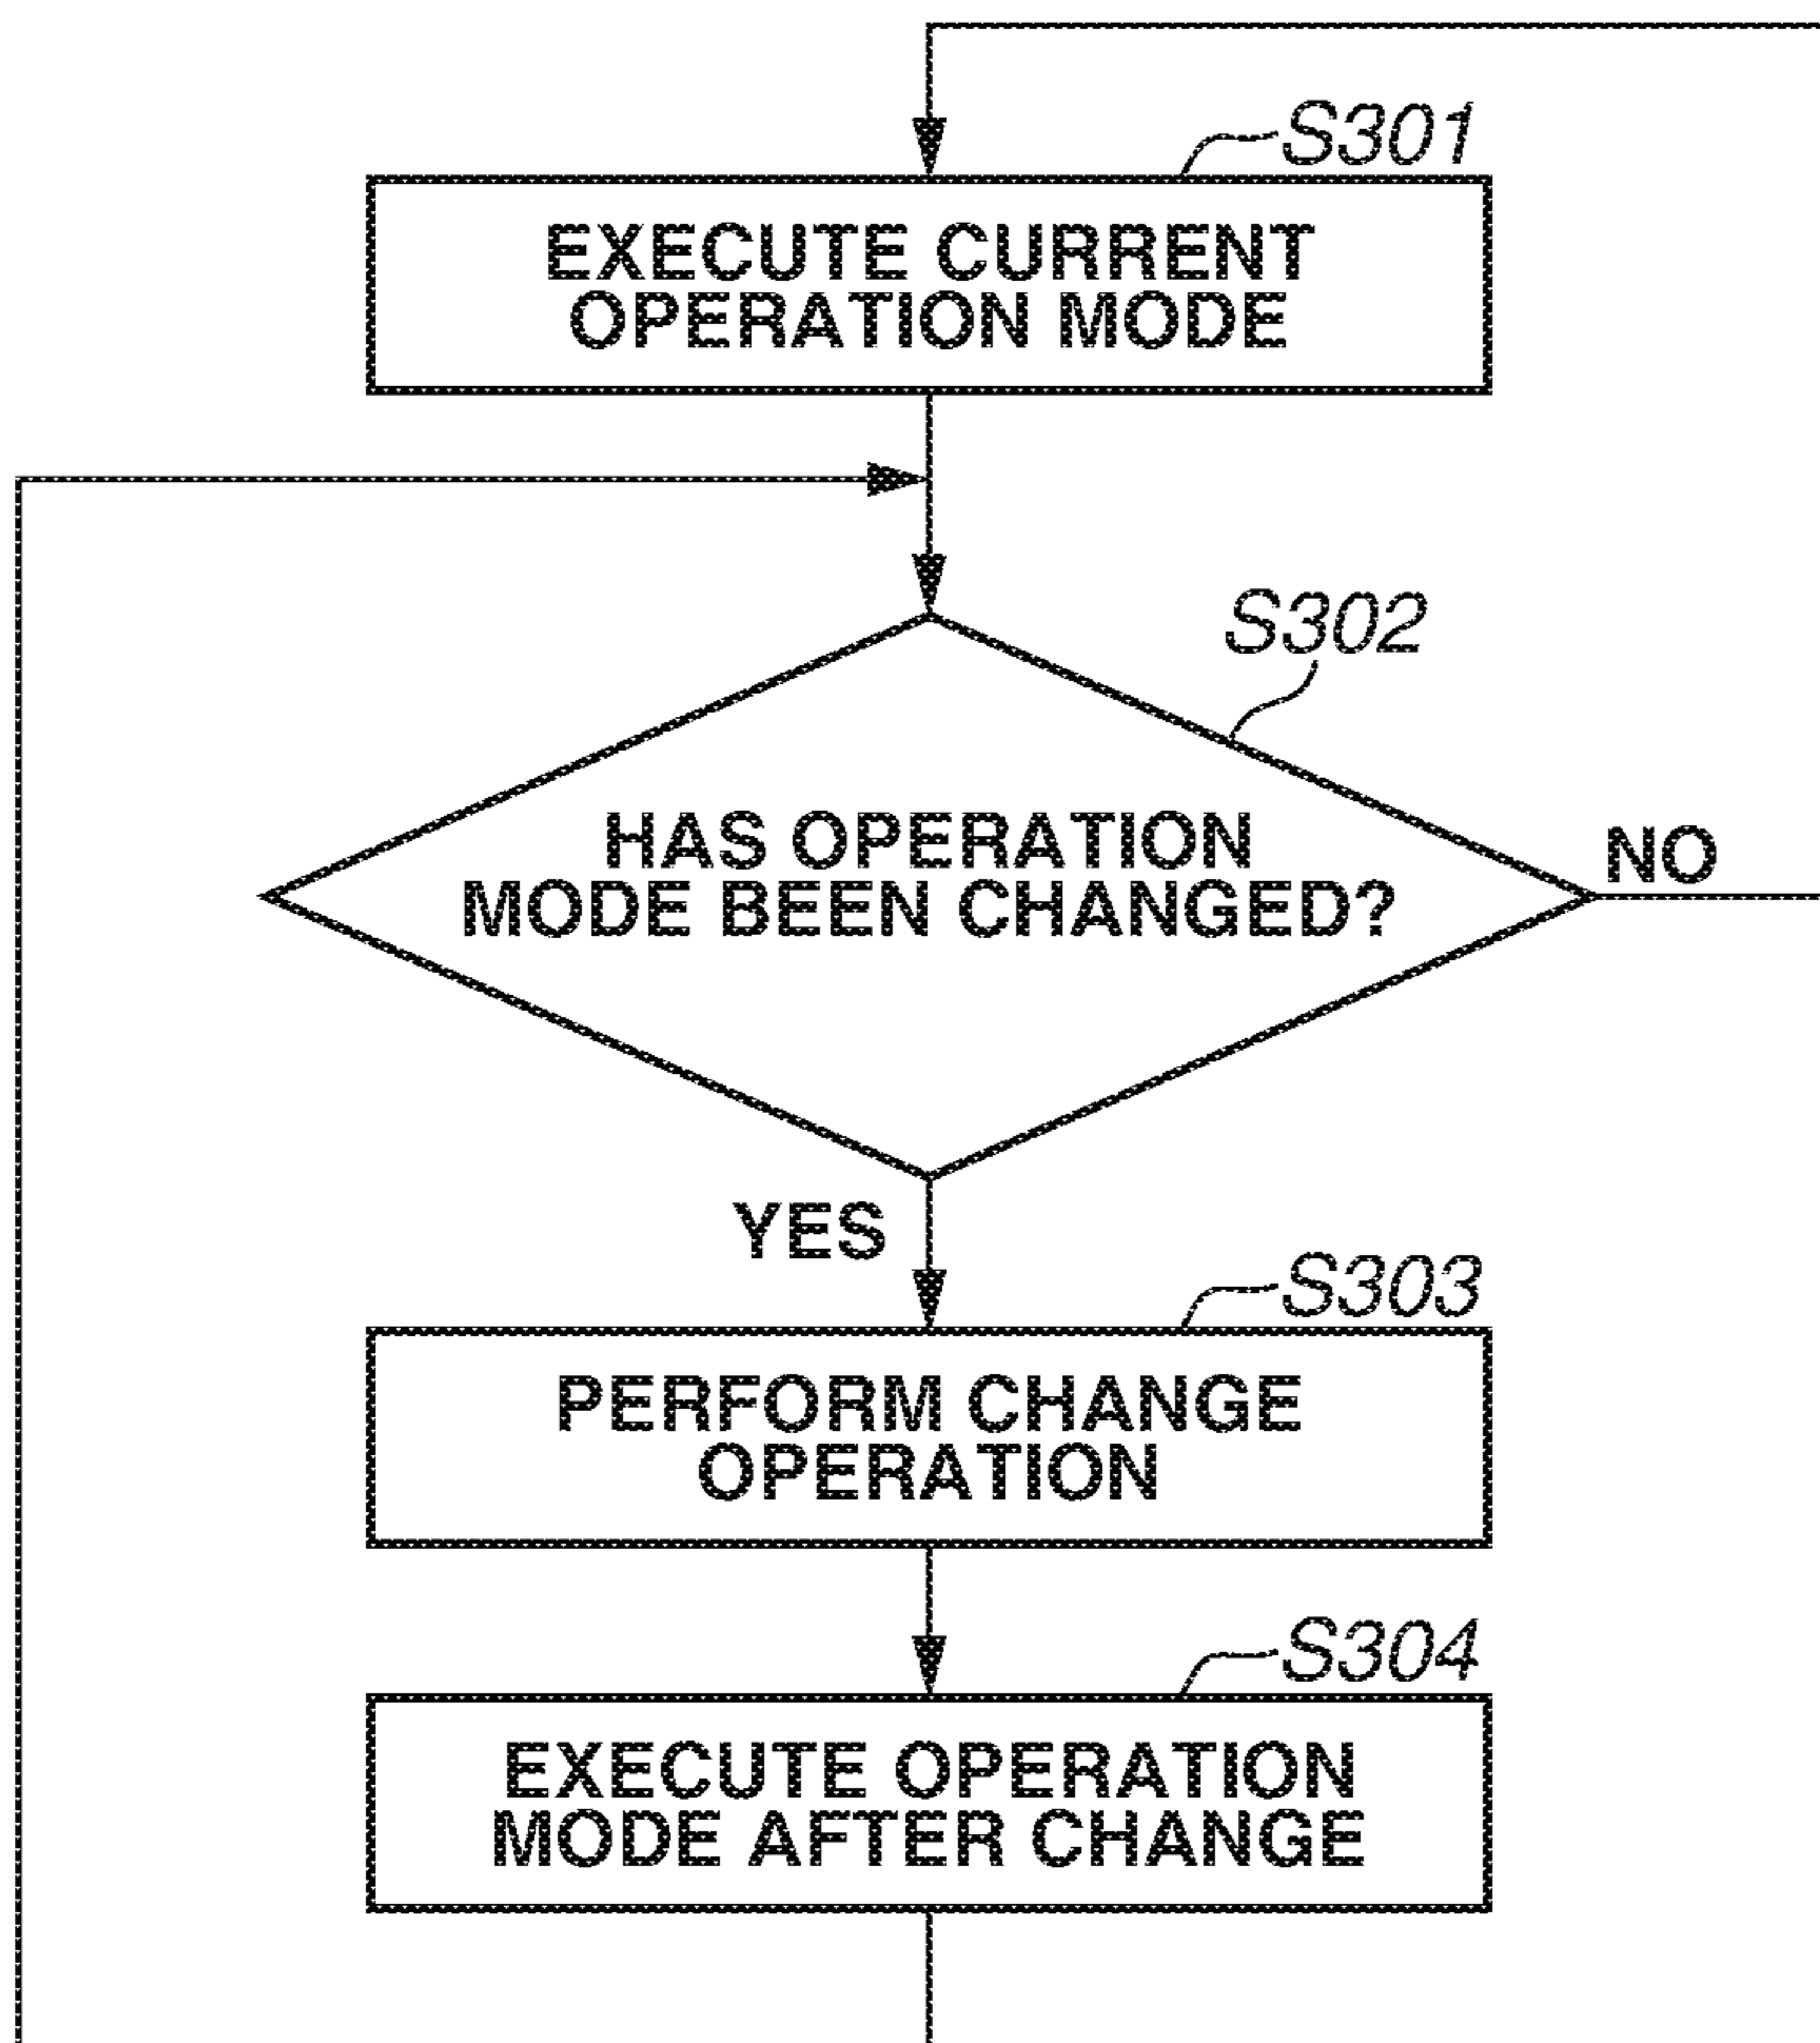 S301
EXECUTE CURRENT
OPERATION MODE
S302
HAS OPERATION
MODE BEEN CHANGED?
NO
YES
S303
PERFORM CHANGE
OPERATION
S304
EXECUTE OPERATION
MODE AFTER CHANGE